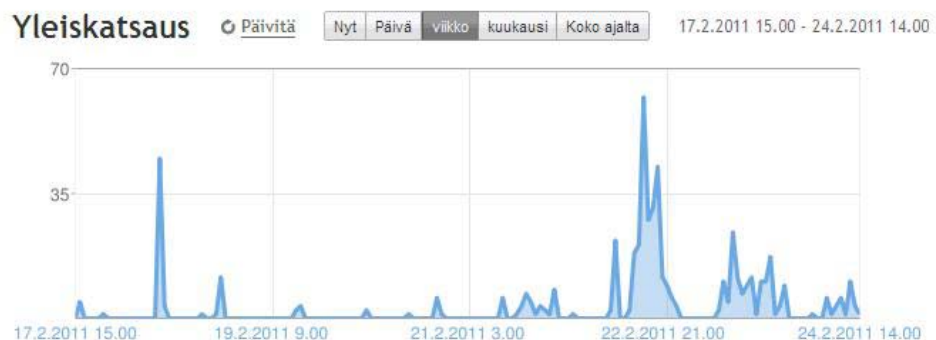 Yleiskatsaus Päivitä Nyt Päivä viikko kuukausi Koko ajalta 17.2.2011 15.00 - 24.2.2011 14.00
70
35
17.2.2011 15.00 19.2.2011 9.00 21.2.2011 3.00 22.2.2011 21.00 24.2.2011 14.00